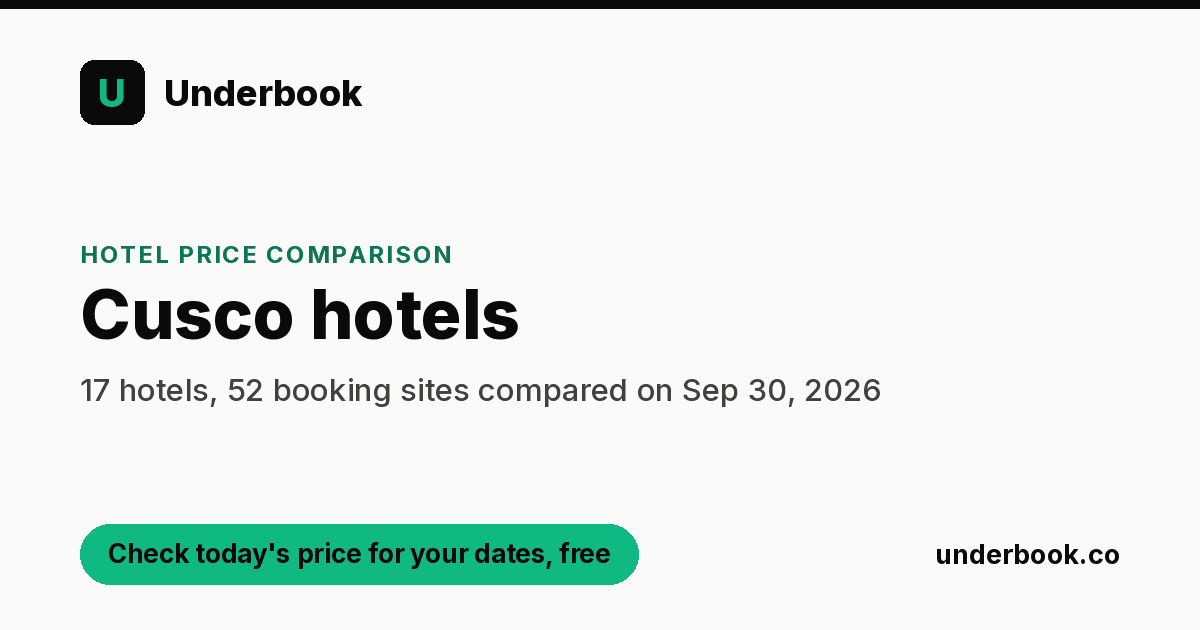 U
Underbook
HOTEL PRICE COMPARISON
Cusco hotels
17 hotels, 52 booking sites compared on Sep 30, 2026
Check today's price for your dates, free
underbook.co